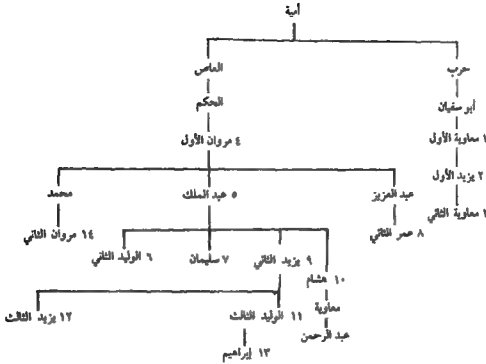 أمية
حرب
العاص
أبو سفيان
الحكم
١ معاوية الأول
٤ مروان الأول
٢ يزيد الأول
عبد العزيز
٥ عبد الملك
محمد
معاوية الثاني
٨ عمر الثاني
١٤ مروان الثاني
١٠ هشام
٩ يزيد الثاني
٧ سليمان
٦ الوليد الثاني
معاوية
١١ الوليد الثالث
١٢ يزيد الثالث
عبد الرحمن
١٣ إبراهيم